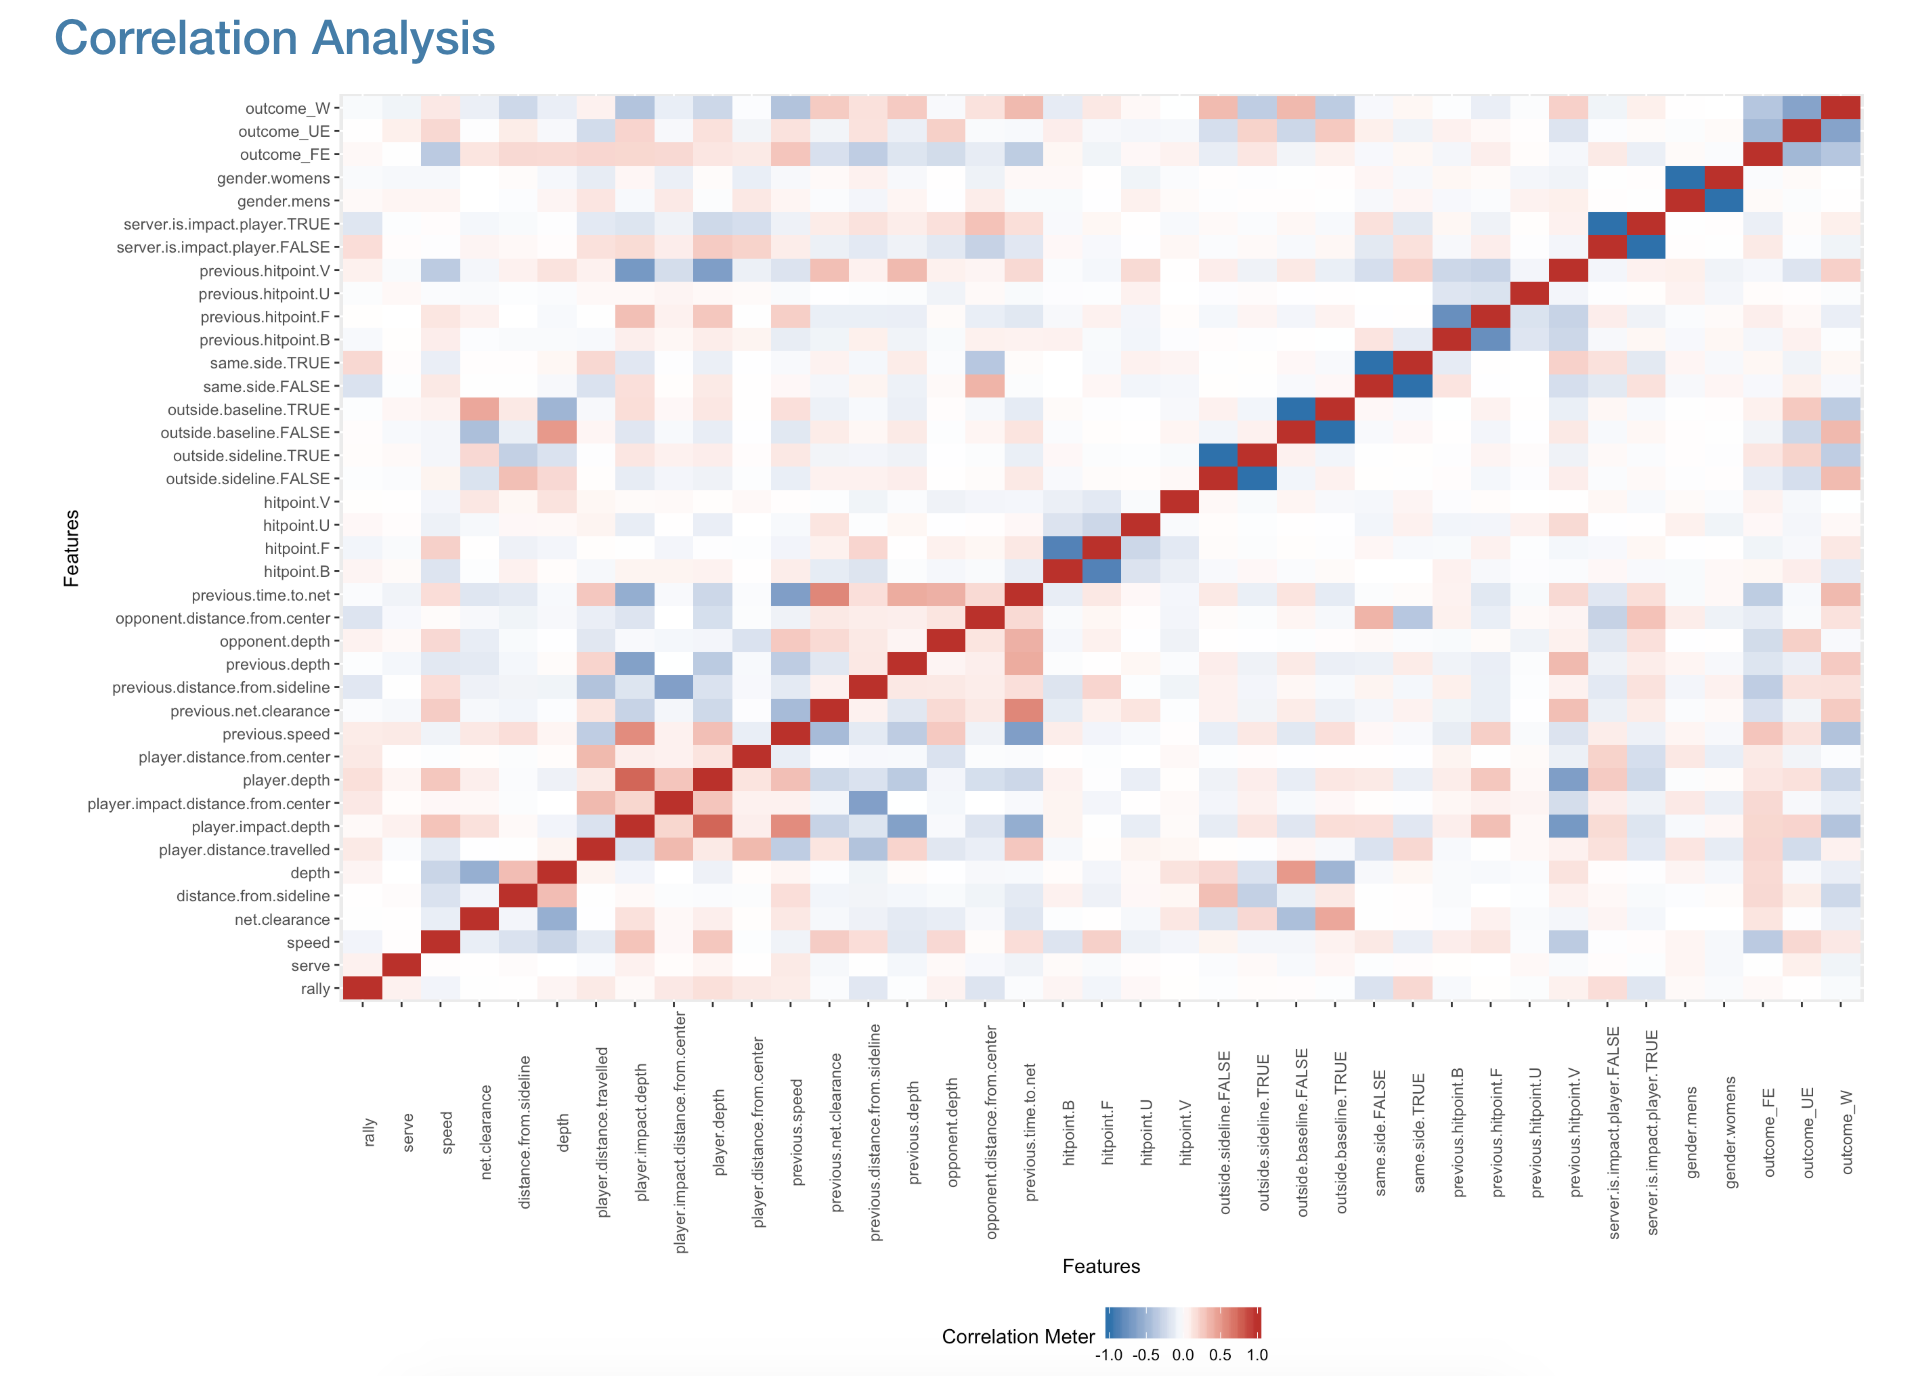 Correlation Analysis
outcome_W
outcome_UE
outcome_FE
gender.womens
gender.mens
server.is.impact.player.TRUE
server.is.impact.player.FALSE
previous.hitpoint.V
previous.hitpoint.U
previous.hitpoint.F
previous.hitpoint.B
same.side.TRUE
same.side.FALSE
outside.baseline.TRUE
outside.baseline.FALSE
outside.sideline.TRUE
outside.sideline.FALSE
hitpoint.V
hitpoint.U
hitpoint.F
hitpoint.B
previous.time.to.net
opponent.distance.from.center
opponent.depth
previous.depth
previous.distance.from.sideline
previous.net.clearance
previous.speed
player.distance.from.center
player.depth
player.impact.distance.from.center
player.impact.depth
player.distance.travelled
depth
distance.from.sideline
net.clearance
speed
serve
rally
Features
rally
serve
speed
net.clearance
distance.from.sideline
depth
player.distance.travelled
player.impact.depth
player.impact.distance.from.center
player.depth
player.distance.from.center
previous.speed
previous.net.clearance
previous.distance.from.sideline
previous.depth
opponent.depth
opponent.distance.from.center
previous.time.to.net
hitpoint.B
hitpoint.F
hitpoint.U
hitpoint.V
outside.sideline.FALSE
outside.sideline.TRUE
outside.baseline.FALSE
outside.baseline.TRUE
same.side.FALSE
same.side.TRUE
previous.hitpoint.B
previous.hitpoint.F
previous.hitpoint.U
previous.hitpoint.V
server.is.impact.player.FALSE
server.is.impact.player.TRUE
gender.mens
gender.womens
outcome_FE
outcome_UE
outcome_W
Features
Correlation Meter
-1.0 -0.5 0.0 0.5 1.0